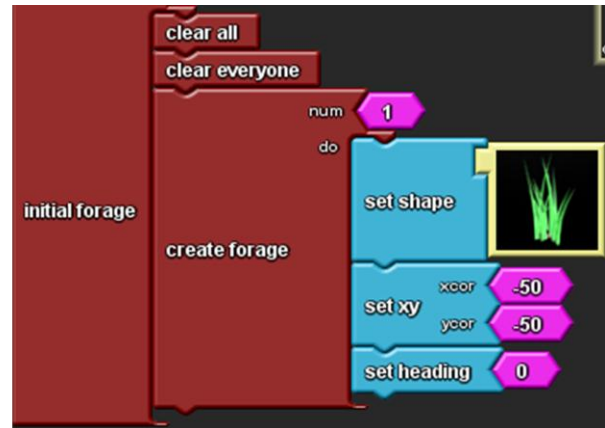 clear all
clear everyone
num 1
do
set shape
initial forage
create forage
xcor -50
set xy
ycor -50
set heading 0